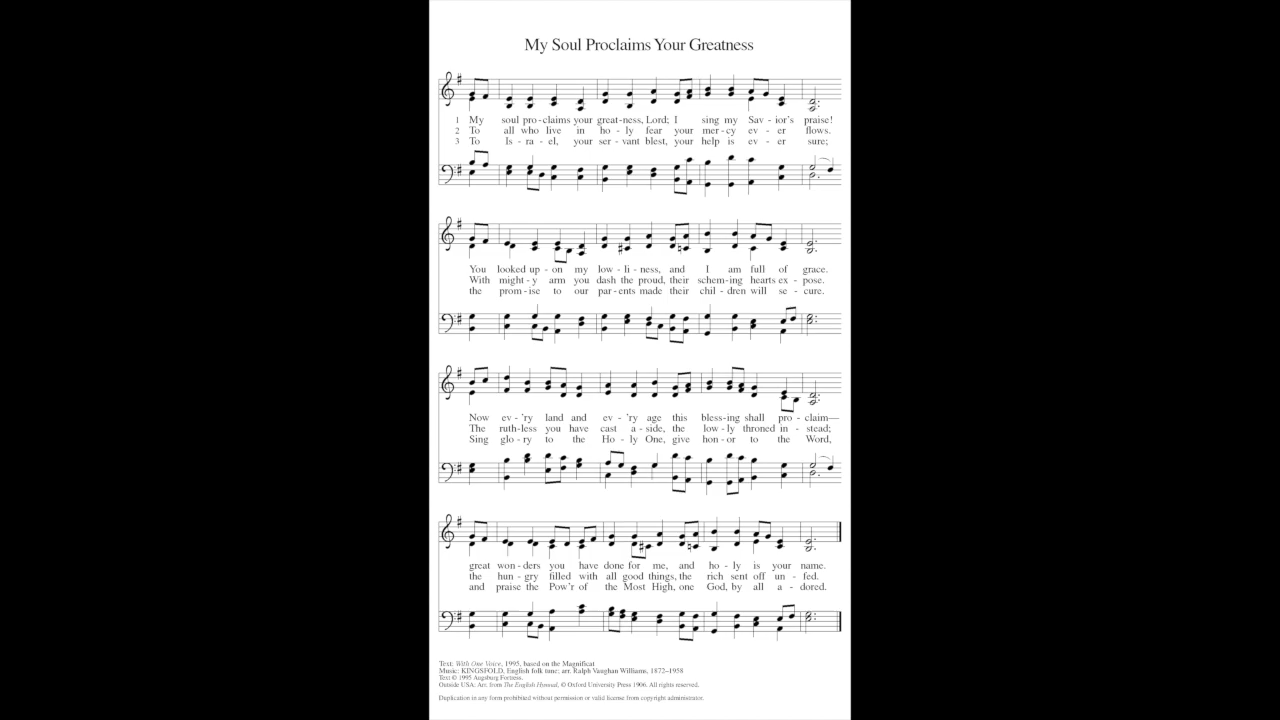 My Soul Proclaims Your Greatness
1 My soul pro - claims your great - ness, Lord; I sing my Sav - ior's praise!
2 To all who live in ho - ly fear your mer - cy ev - er flows.
3 To Is - ra - el, your ser - vant blest, your help is ev - er sure;
You looked up - on my low - li - ness, and I am full of grace.
With might - y arm you dash the proud, their schem - ing hearts ex - pose.
the prom - ise to our par - ents made their chil - dren will se - cure.
Now ev - 'ry land and ev - 'ry age this bless - ing shall pro - claim—
The ruth - less you have cast a - side, the low - ly throned in - stead;
Sing glo - ry to the Ho - ly One, give hon - or to the Word,
great won - ders you have done for me, and ho - ly is your name.
the hun - gry filled with all good things, the rich sent off un - fed.
and praise the Pow'r of the Most High, one God, by all a - dored.
Text: With One Voice, 1995, based on the Magnificat
Music: KINGSFOLD, English folk tune; arr. Ralph Vaughan Williams, 1872–1958
Text © 1995 Augsburg Fortress.
Outside USA: Arr. from The English Hymnal, © Oxford University Press 1906. All rights reserved.
Duplication in any form prohibited without permission or valid license from copyright administrator.